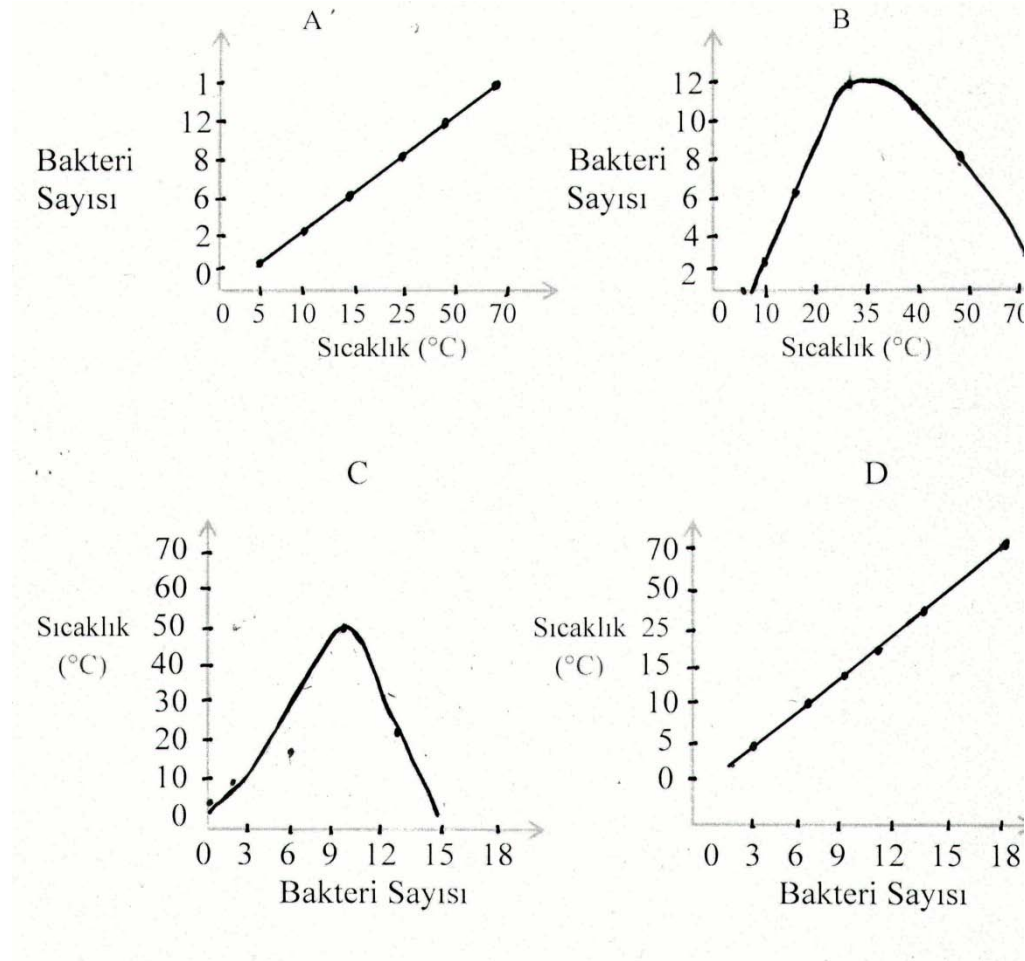 A
B
1
12
8
6
2
0
Bakteri
Sayısı
0 5 10 15 25 50 70
Sıcaklık (°C)
12
10
8
6
4
2
Bakteri
Sayısı
0 10 20 35 40 50 70
Sıcaklık (°C)
C
D
70
60
50
40
30
20
10
0
Sıcaklık
(°C)
0 3 6 9 12 15 18
Bakteri Sayısı
70
50
25
15
10
5
0
Sıcaklık
(°C)
0 3 6 9 12 15 18
Bakteri Sayısı